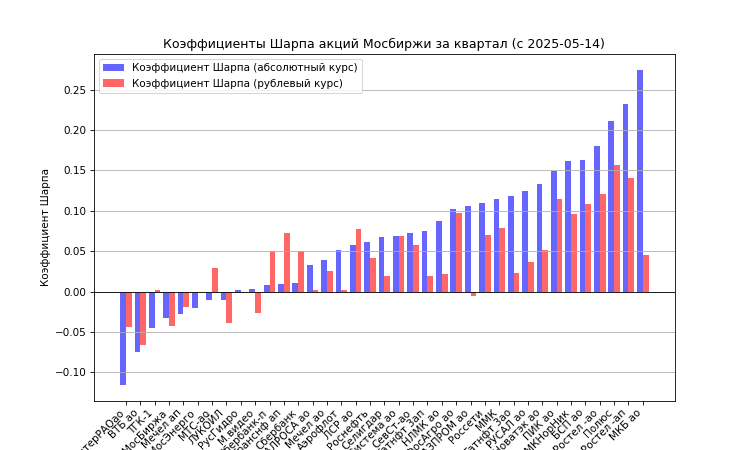 Коэффициенты Шарпа акций Мосбиржи за квартал (с 2025-05-14)
Коэффициент Шарпа (абсолютный курс)
Коэффициент Шарпа (рублевый курс)
Коэффициент Шарпа
0.25
0.20
0.15
0.10
0.05
0.00
−0.05
−0.10
ВТБ ао
ТГК-1
Мосбиржа
Мечел ап
МТС-ао
ЛУКОЙЛ
РусГидро
М.видео
Сбербанк
Мечел ао
Аэрофлот
ЛСР ао
Роснефть
Селигдар
СевСт-ао
НЛМК ао
Россети
ММК
РУСАЛ ао
ПИК ао
БСП ао
Ростел -ао
Полюс
Ростел -ап
МКБ ао